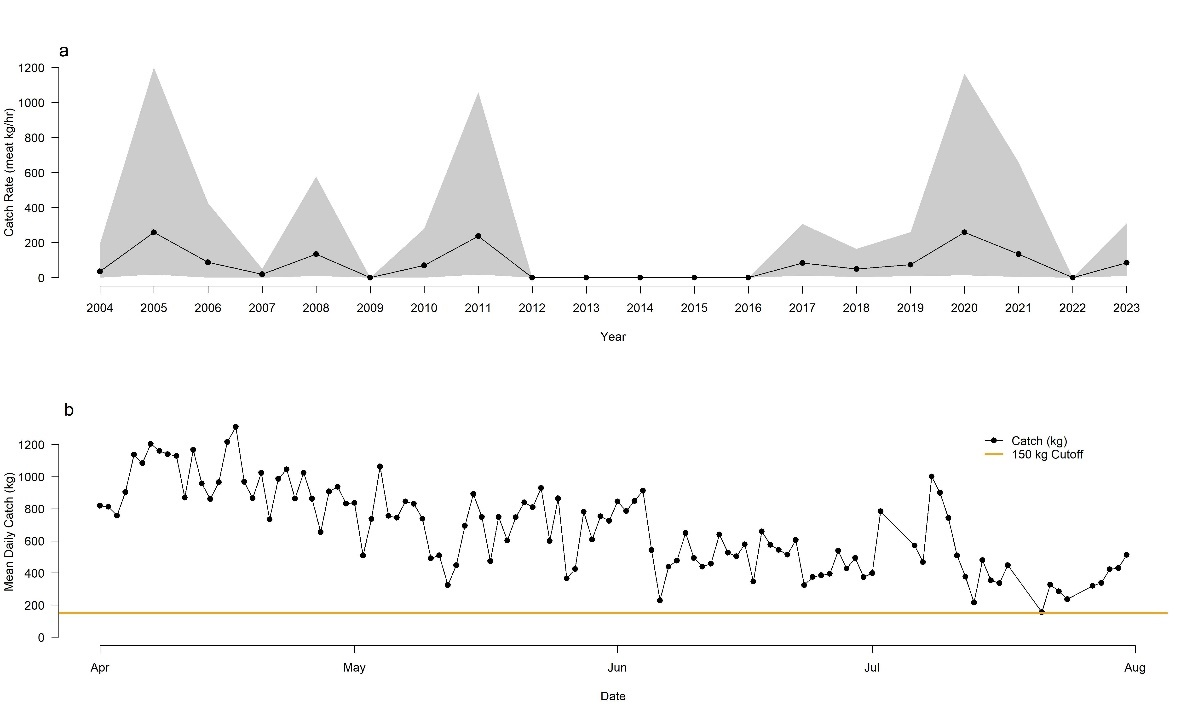 a
Catch Rate (meat kg/hr)
1200
1000
800
600
400
200
0
2004 2005 2006 2007 2008 2009 2010 2011 2012 2013 2014 2015 2016 2017 2018 2019 2020 2021 2022 2023
Year
b
Mean Daily Catch (kg)
1200
1000
800
600
400
200
0
Catch (kg)
150 kg Cutoff
Apr May Jun Jul Aug
Date